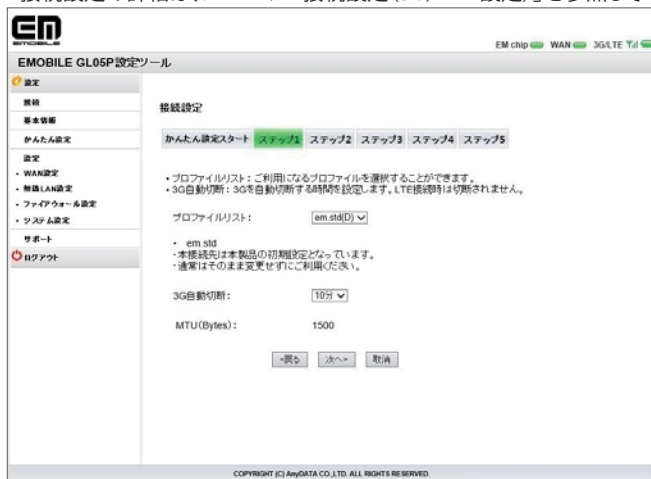 EM
EMOBILE
EM chip WAN 3G/LTE
EMOBILE GL05P設定ツール
設定
接続
基本情報
かんたん設定
設定
・WAN設定
・無線LAN設定
・ファイアウォール設定
・システム設定
サポート
ログアウト
接続設定
かんたん設定スタート ステップ1 ステップ2 ステップ3 ステップ4 ステップ5
・プロファイルリスト：ご利用になるプロファイルを選択することができます。
・3G自動切断：3Gを自動切断する時間を設定します。LTE接続時は切断されません。
プロファイルリスト： em.std(D)
・ em.std
・本接続先は本製品の初期設定となっています。
・通常はそのまま変更せずにご利用ください。
3G自動切断： 10分
MTU(Bytes)： 1500
<戻る 次へ> 取消
COPYRIGHT (C) AnyDATA CO.,LTD. ALL RIGHTS RESERVED.